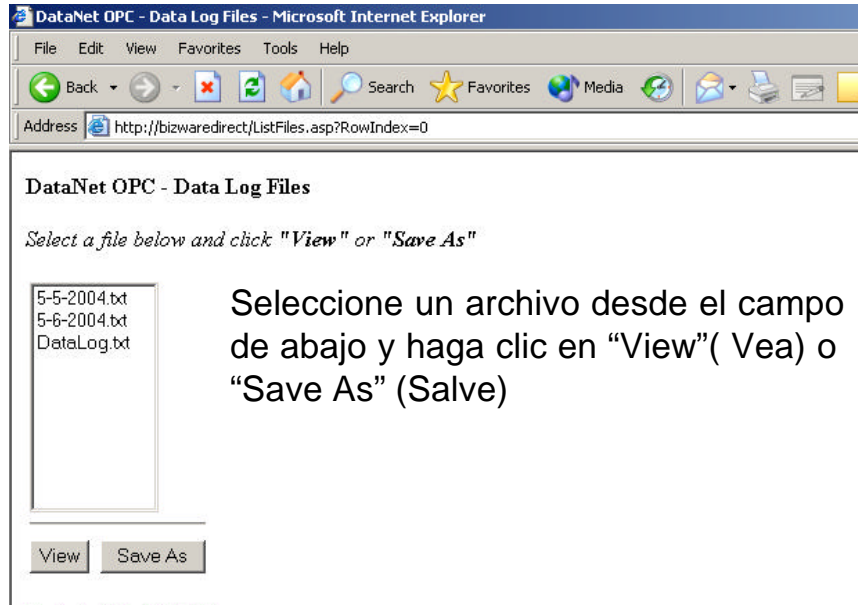 DataNet OPC - Data Log Files - Microsoft Internet Explorer
File Edit View Favorites Tools Help
Back Search Favorites Media
Address http://bizwaredirect/ListFiles.asp?RowIndex=0
DataNet OPC - Data Log Files
Select a file below and click "View" or "Save As"
5-5-2004.txt
5-6-2004.txt
DataLog.txt
Seleccione un archivo desde el campo
de abajo y haga clic en “View”( Vea) o
“Save As” (Salve)
View Save As